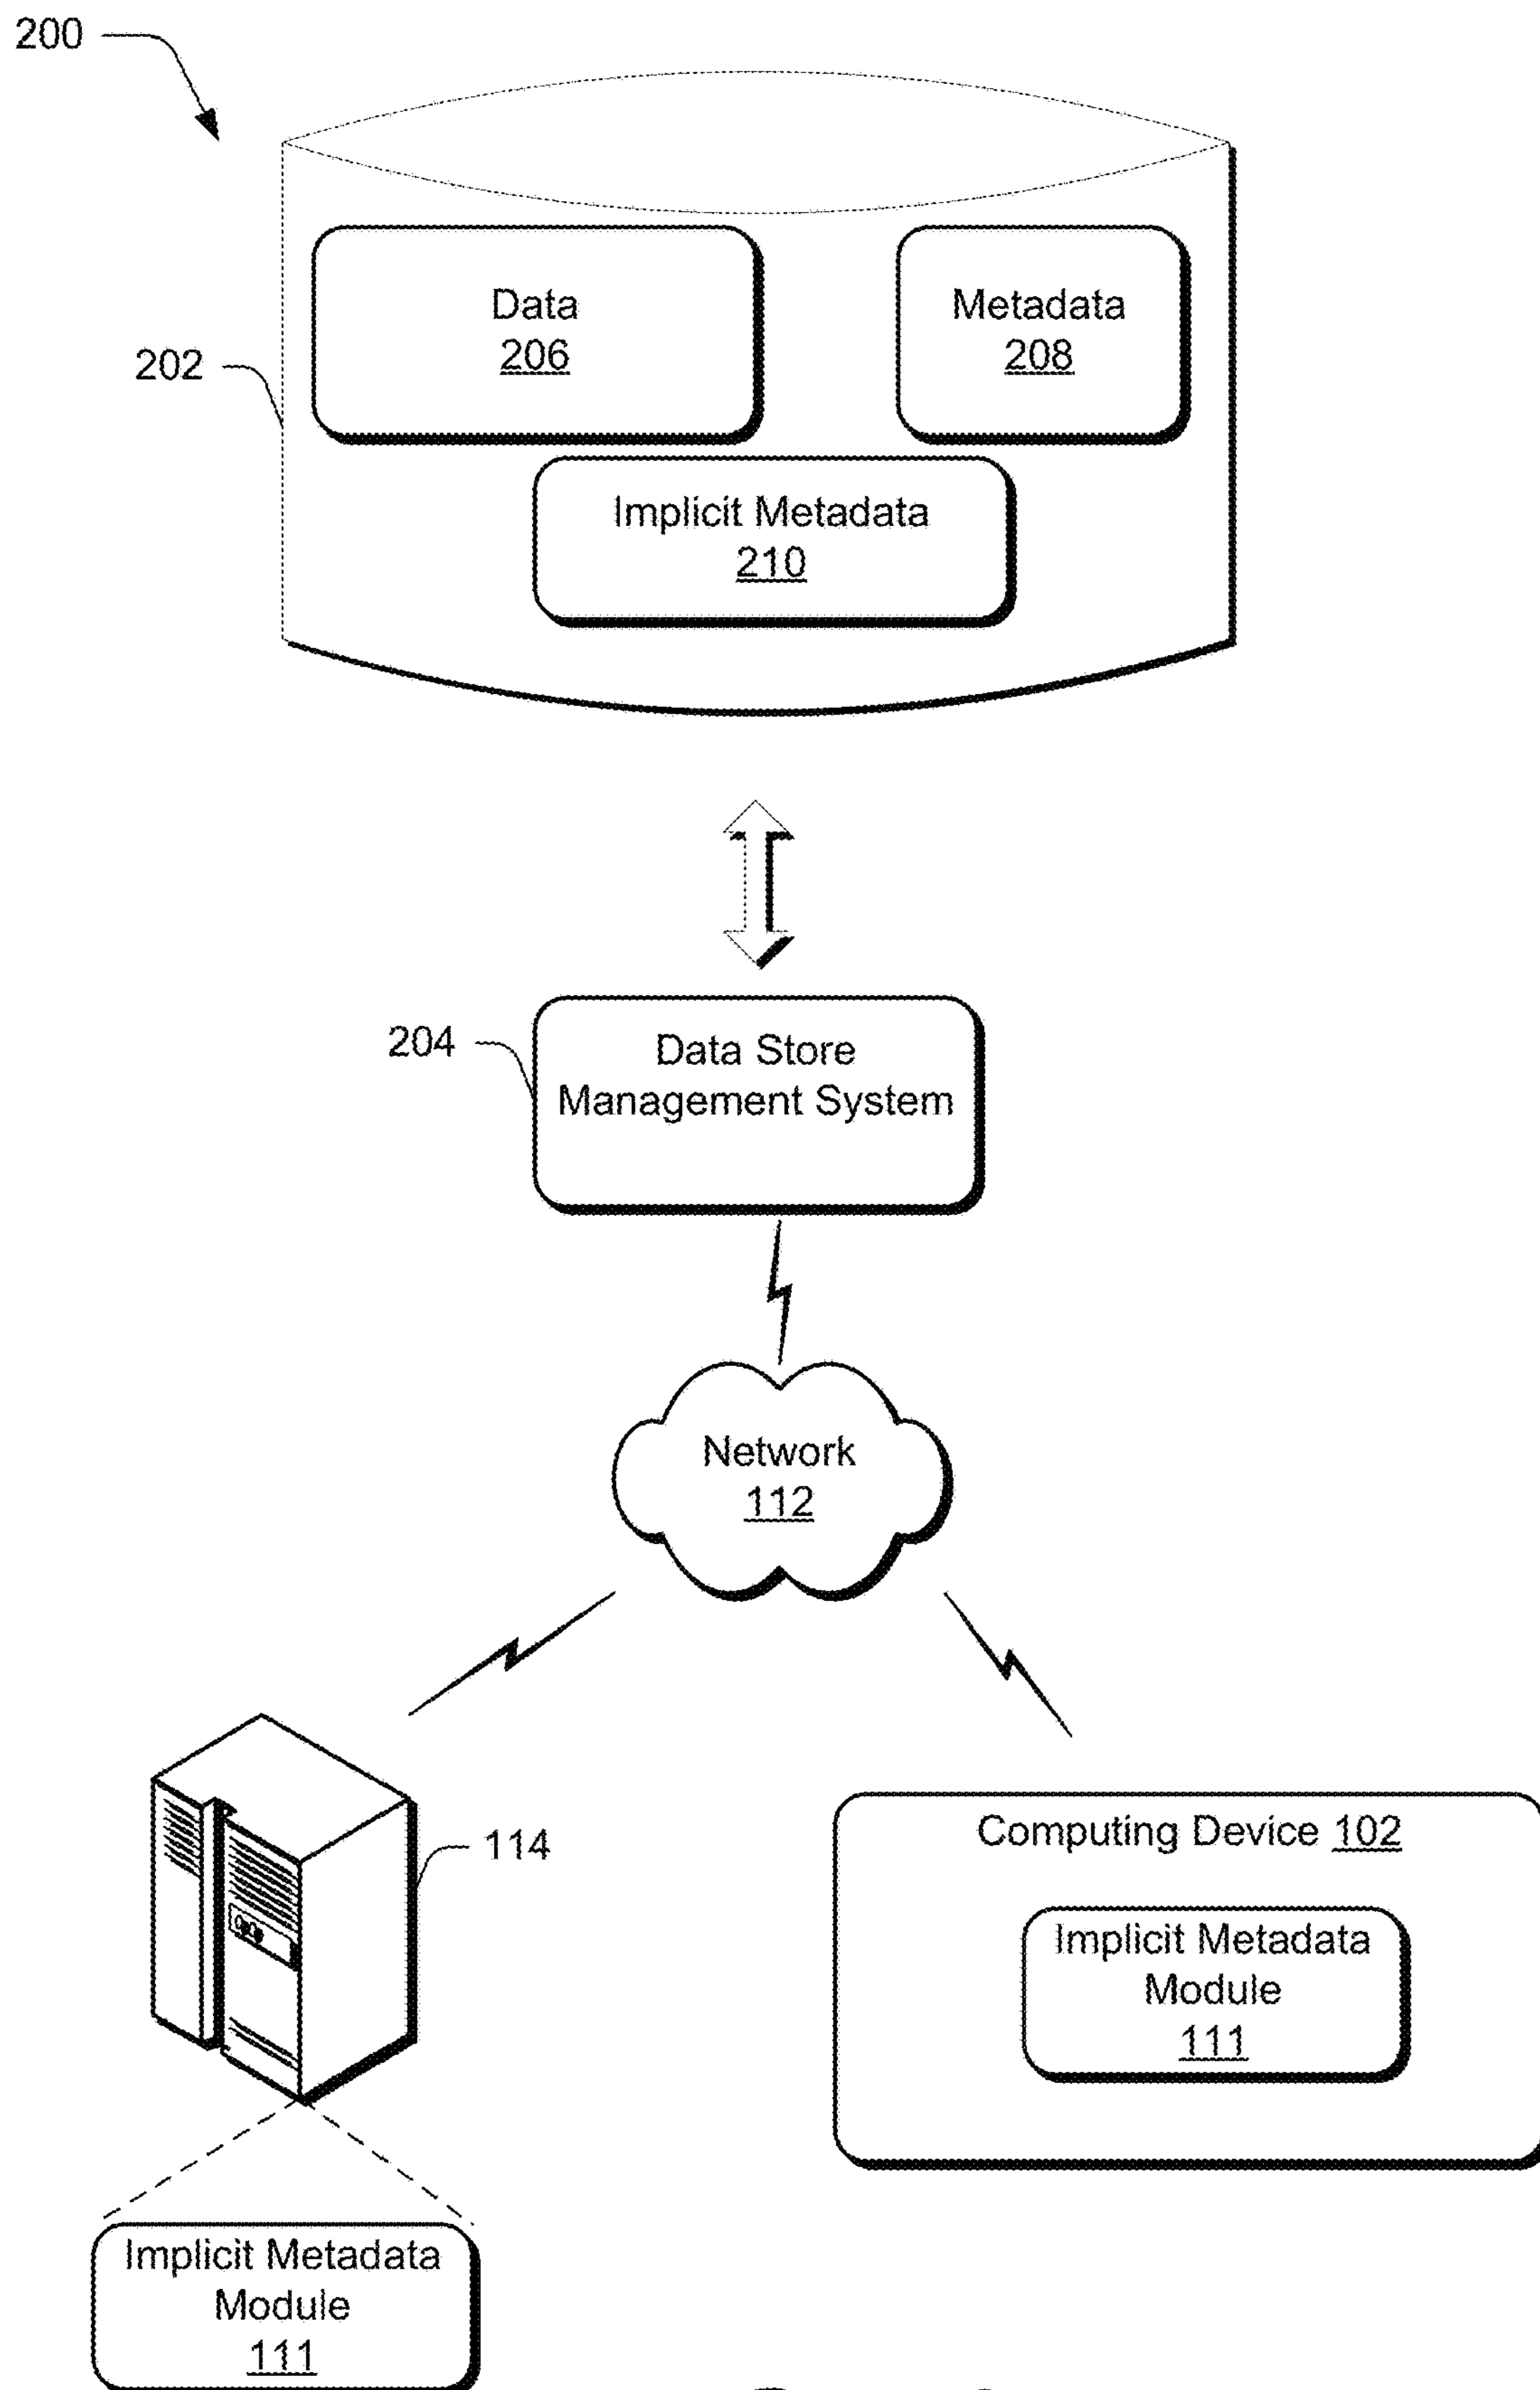 200
Data
206
Metadata
208
202
Implicit Metadata
210
204
Data Store
Management System
Network
112
114
Computing Device 102
Implicit Metadata
Module
111
Implicit Metadata
Module
111